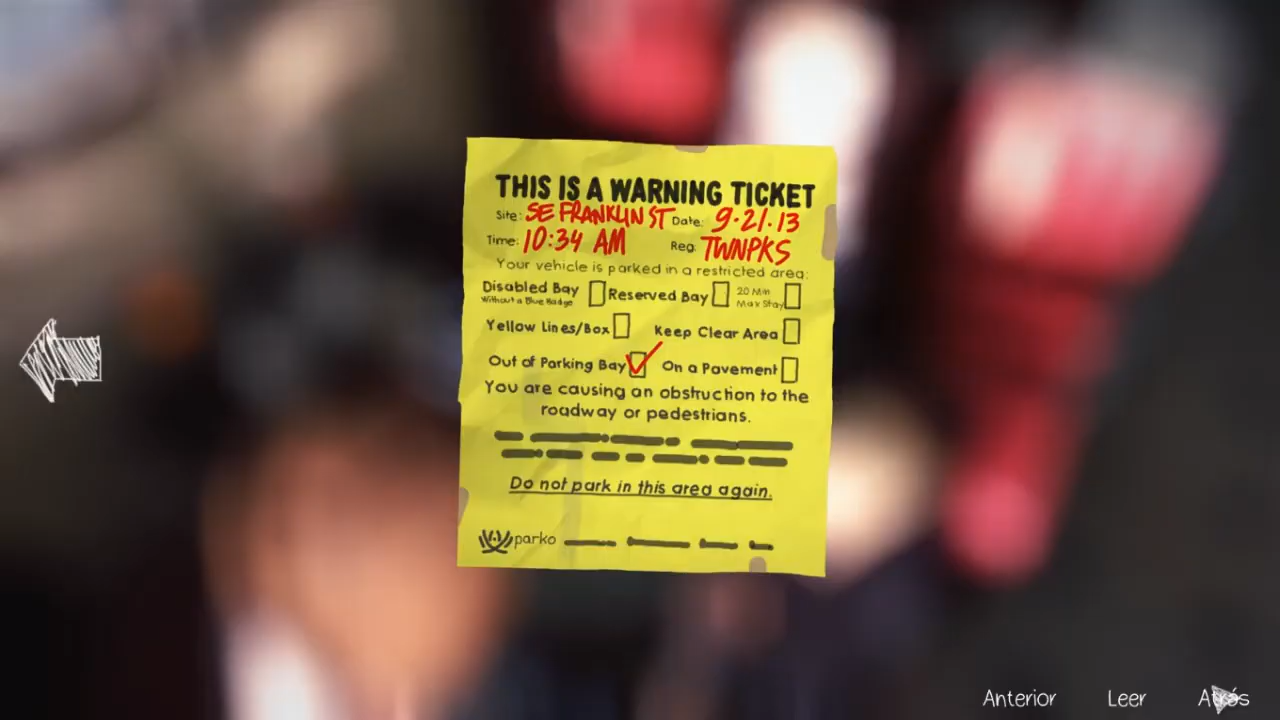 THIS IS A WARNING TICKET
Site: SE FRANKLIN ST Date: 9.21.13
Time: 10:34 AM Reg: TWNPKS
Your vehicle is parked in a restricted area:
Disabled Bay Reserved Bay 20 Min
Without a Blue Badge Max Stay
Yellow Lines/Box Keep Clear Area
Out of Parking Bay On a Pavement
You are causing an obstruction to the
roadway or pedestrians.
Do not park in this area again.
parko
Anterior Leer Atrás